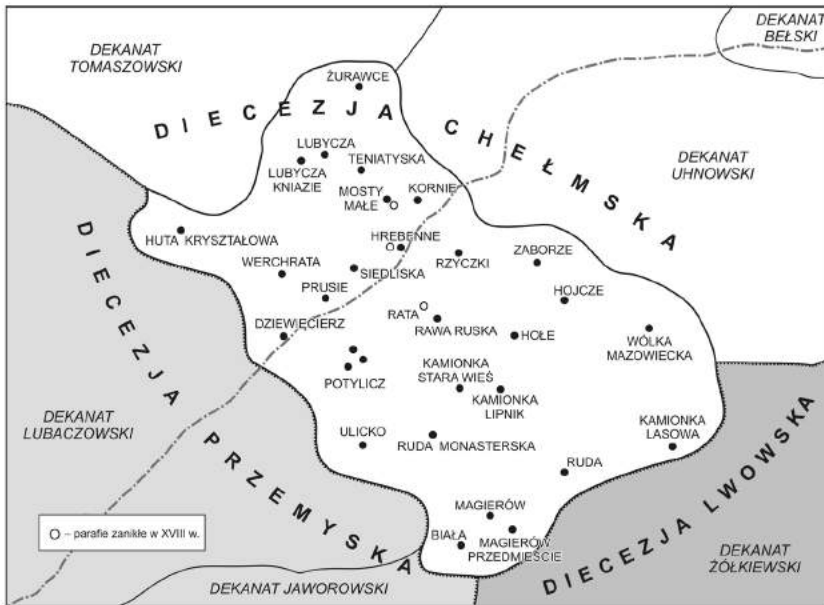 DEKANAT
TOMASZOWSKI
DEKANAT
BEŁSKI
ŻURAWCE
DIECEZJA CHEŁMSKA
LUBYCZA
LUBYCZA
KNIAZIE
TENIATYSKA
MOSTY
MAŁE
KORNIE
DEKANAT
UHNOWSKI
HUTA KRYSZTAŁOWA
HREBENNE
WERCHRATA
SIEDLISKA
RZYCZKI
ZABORZE
PRUSIE
HOJCZE
RATA
RAWA RUSKA
DZIEWIĘCIERZ
HOŁE
WÓLKA
MAZOWIECKA
POTYLICZ
KAMIONKA
STARA WIEŚ
KAMIONKA
LIPNIK
DEKANAT
LUBACZOWSKI
DIECEZJA PRZEMYSKA
ULICKO
RUDA MONASTERSKA
KAMIONKA
LASOWA
RUDA
MAGIERÓW
BIAŁA
MAGIERÓW
PRZEDMIEŚCIE
DIECEZJA LWOWSKA
– parafie zanikłe w XVIII w.
DEKANAT JAWOROWSKI
DEKANAT
ŻÓŁKIEWSKI